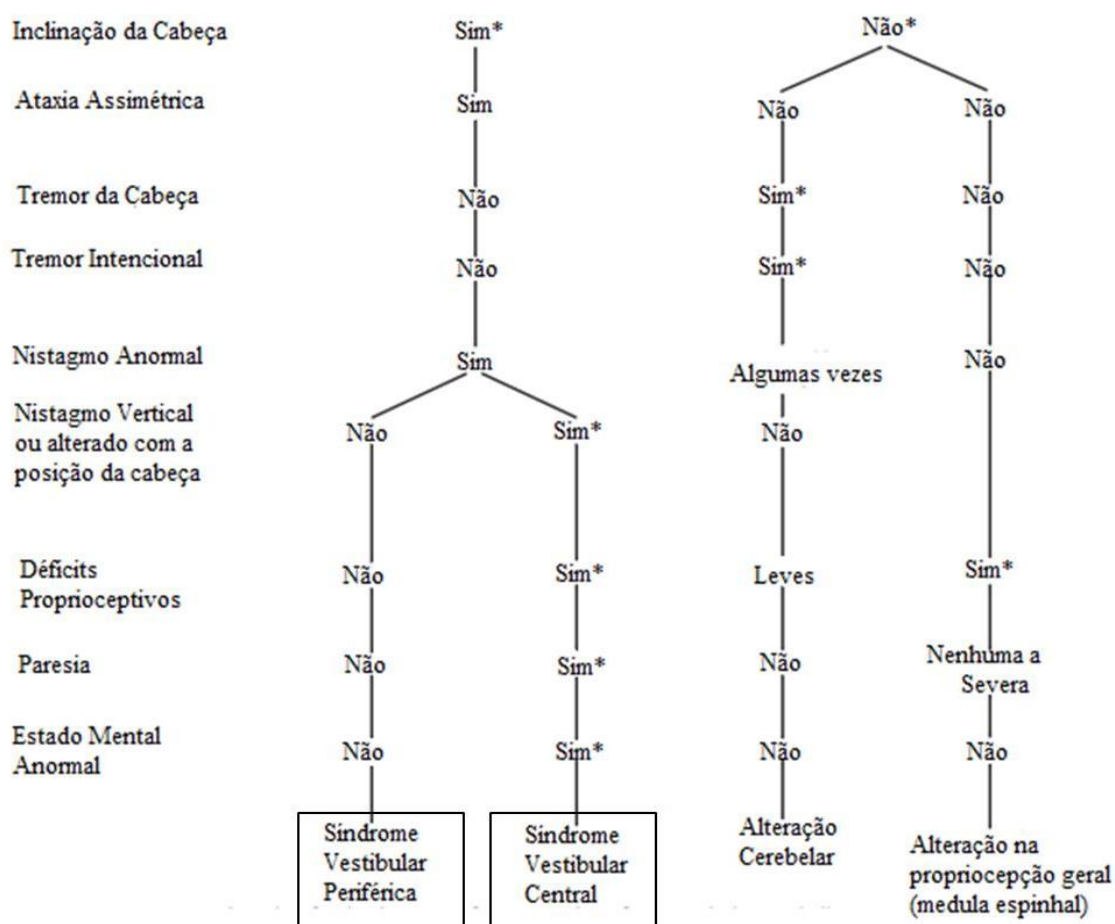 Inclinação da Cabeça Sim* Não*
Ataxia Assimétrica Sim Não Não
Tremor da Cabeça Não Sim* Não
Tremor Intencional Não Sim* Não
Nistagmo Anormal Sim Algumas vezes Não
Nistagmo Vertical
ou alterado com a
posição da cabeça
Não Sim* Não
Déficits
Proprioceptivos
Não Sim* Leves Sim*
Paresia Não Sim* Não
Nenhuma a
Severa
Estado Mental
Anormal
Não Sim* Não Não
Síndrome
Vestibular
Periférica
Síndrome
Vestibular
Central
Alteração
Cerebelar
Alteração na
propriocepção geral
(medula espinhal)